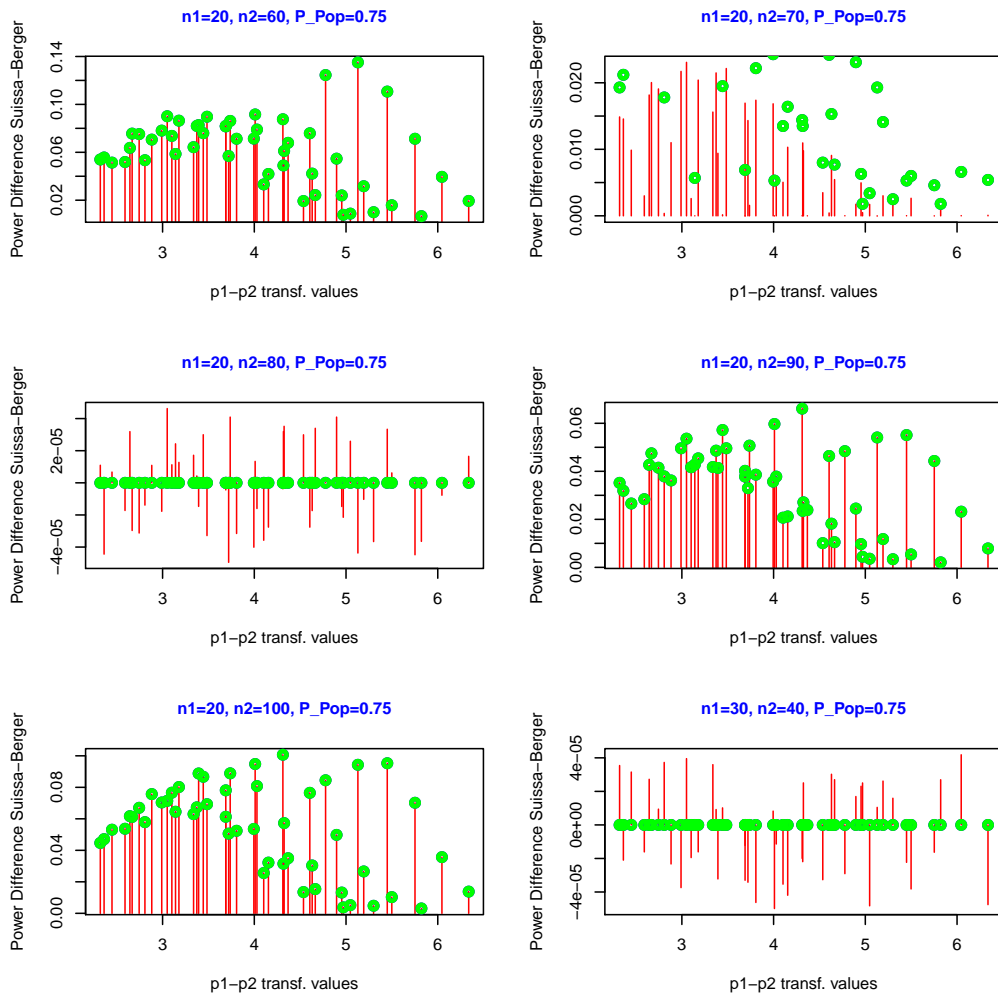 n1=20, n2=60, P_Pop=0.75
Power Difference Suissa−Berger
0.02 0.06 0.10 0.14
3 4 5 6
p1−p2 transf. values
n1=20, n2=70, P_Pop=0.75
Power Difference Suissa−Berger
0.000 0.010 0.020
3 4 5 6
p1−p2 transf. values
n1=20, n2=80, P_Pop=0.75
Power Difference Suissa−Berger
−4e−05 2e−05
3 4 5 6
p1−p2 transf. values
n1=20, n2=90, P_Pop=0.75
Power Difference Suissa−Berger
0.00 0.02 0.04 0.06
3 4 5 6
p1−p2 transf. values
n1=20, n2=100, P_Pop=0.75
Power Difference Suissa−Berger
0.00 0.04 0.08
3 4 5 6
p1−p2 transf. values
n1=30, n2=40, P_Pop=0.75
Power Difference Suissa−Berger
−4e−05 0e+00 4e−05
3 4 5 6
p1−p2 transf. values